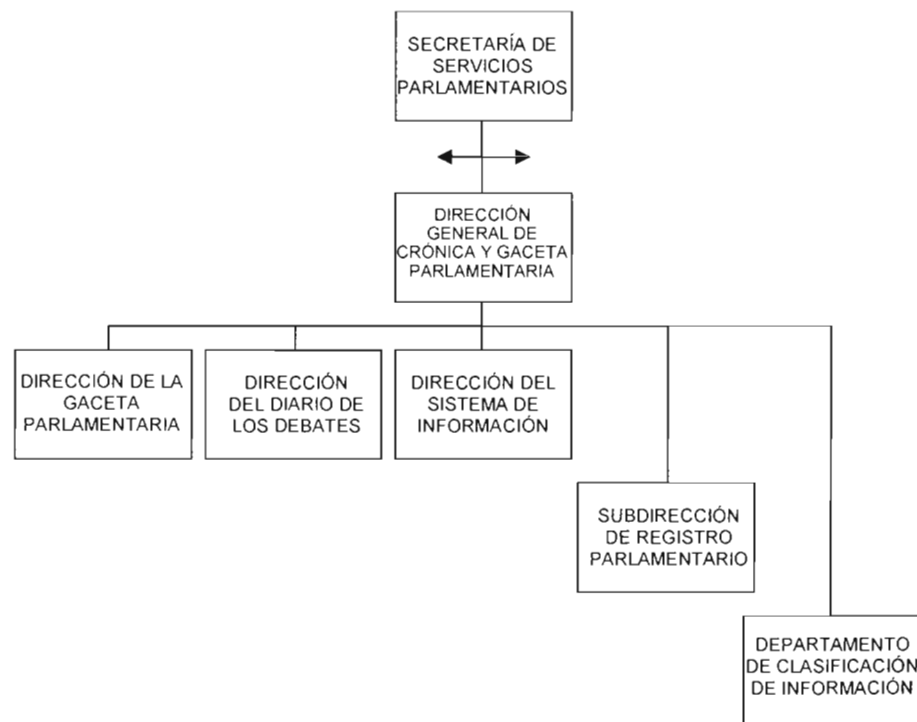 SECRETARÍA DE
SERVICIOS
PARLAMENTARIOS
DIRECCIÓN
GENERAL DE
CRÓNICA Y GACETA
PARLAMENTARIA
DIRECCIÓN DE LA
GACETA
PARLAMENTARIA
DIRECCIÓN
DEL DIARIO DE
LOS DEBATES
DIRECCIÓN DEL
SISTEMA DE
INFORMACIÓN
SUBDIRECCIÓN
DE REGISTRO
PARLAMENTARIO
DEPARTAMENTO
DE CLASIFICACIÓN
DE INFORMACIÓN